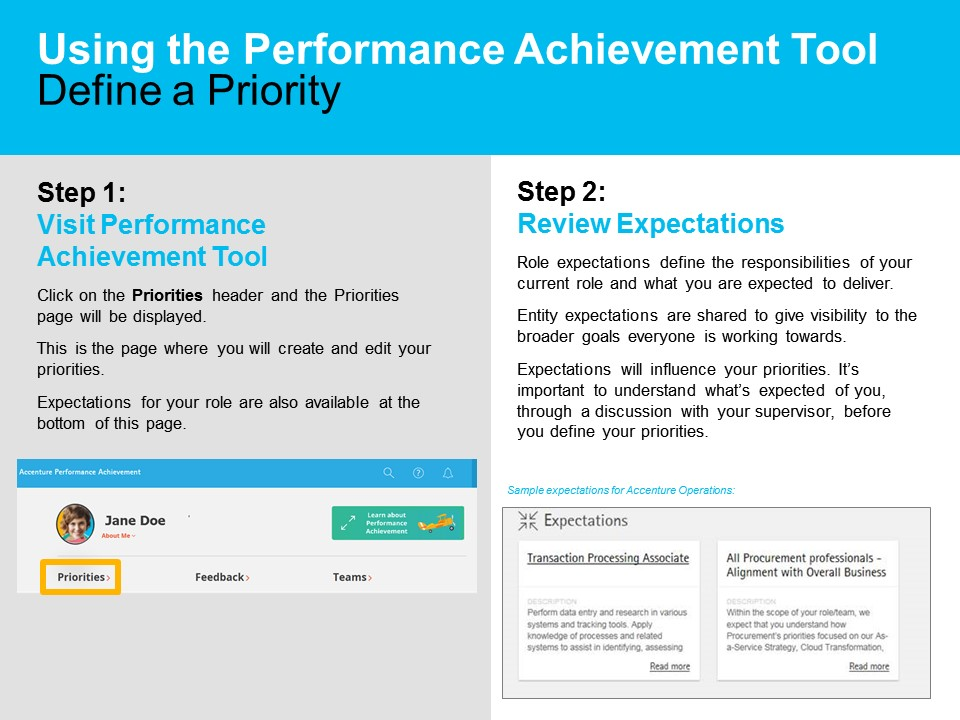 Using the Performance Achievement Tool
Define a Priority
Step 1:
Visit Performance
Achievement Tool
Click on the Priorities header and the Priorities
page will be displayed.
This is the page where you will create and edit your
priorities.
Expectations for your role are also available at the
bottom of this page.
Accenture Performance Achievement
?
Jane Doe
About Me
Learn about
Performance
Achievement
Priorities›
Feedback›
Teams›
Step 2:
Review Expectations
Role expectations define the responsibilities of your
current role and what you are expected to deliver.
Entity expectations are shared to give visibility to the
broader goals everyone is working towards.
Expectations will influence your priorities. It’s
important to understand what’s expected of you,
through a discussion with your supervisor, before
you define your priorities.
Sample expectations for Accenture Operations:
Expectations
Transaction Processing Associate
DESCRIPTION
Perform data entry and research in various
systems and tracking tools. Apply
knowledge of processes and related
systems to assist in identifying, assessing
Read more
All Procurement professionals -
Alignment with Overall Business
DESCRIPTION
Within the scope of your role/team, we
expect that you understand how
Procurement's priorities focused on our As-
a-Service Strategy, Cloud Transformation,
Read more